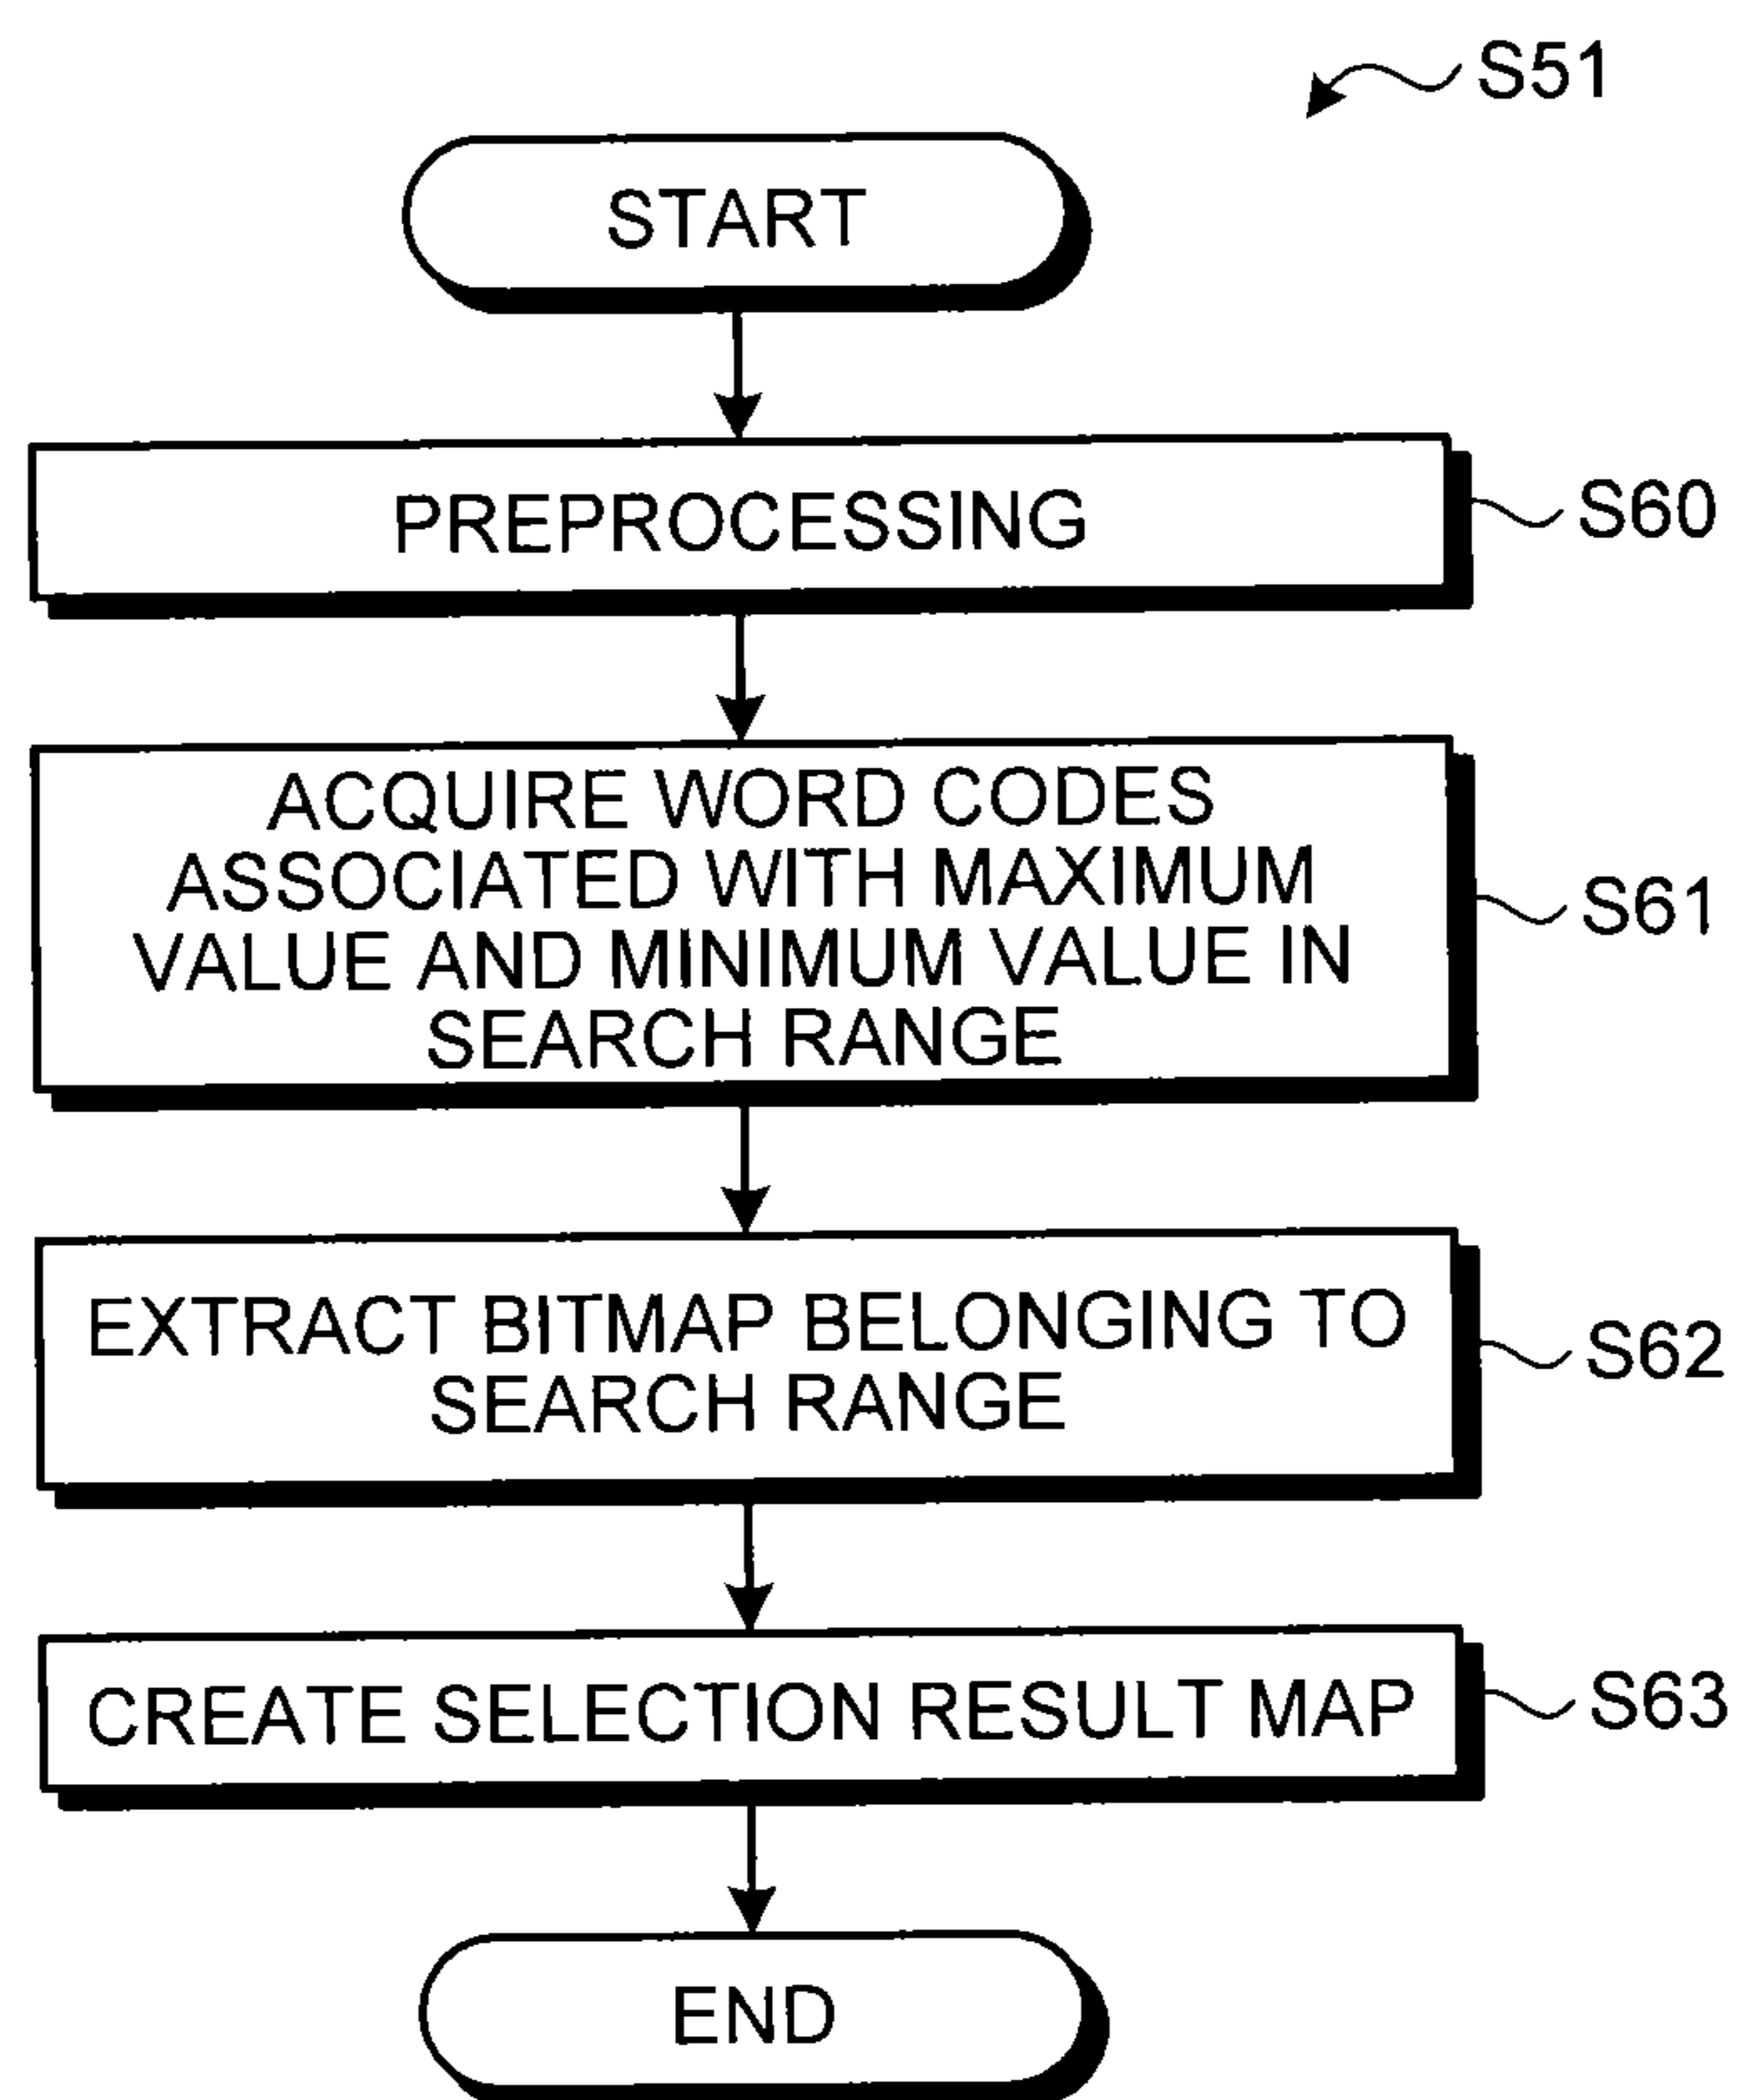 S51
START
PREPROCESSING
S60
ACQUIRE WORD CODES
ASSOCIATED WITH MAXIMUM
VALUE AND MINIMUM VALUE IN
SEARCH RANGE
S61
EXTRACT BITMAP BELONGING TO
SEARCH RANGE
S62
CREATE SELECTION RESULT MAP
S63
END